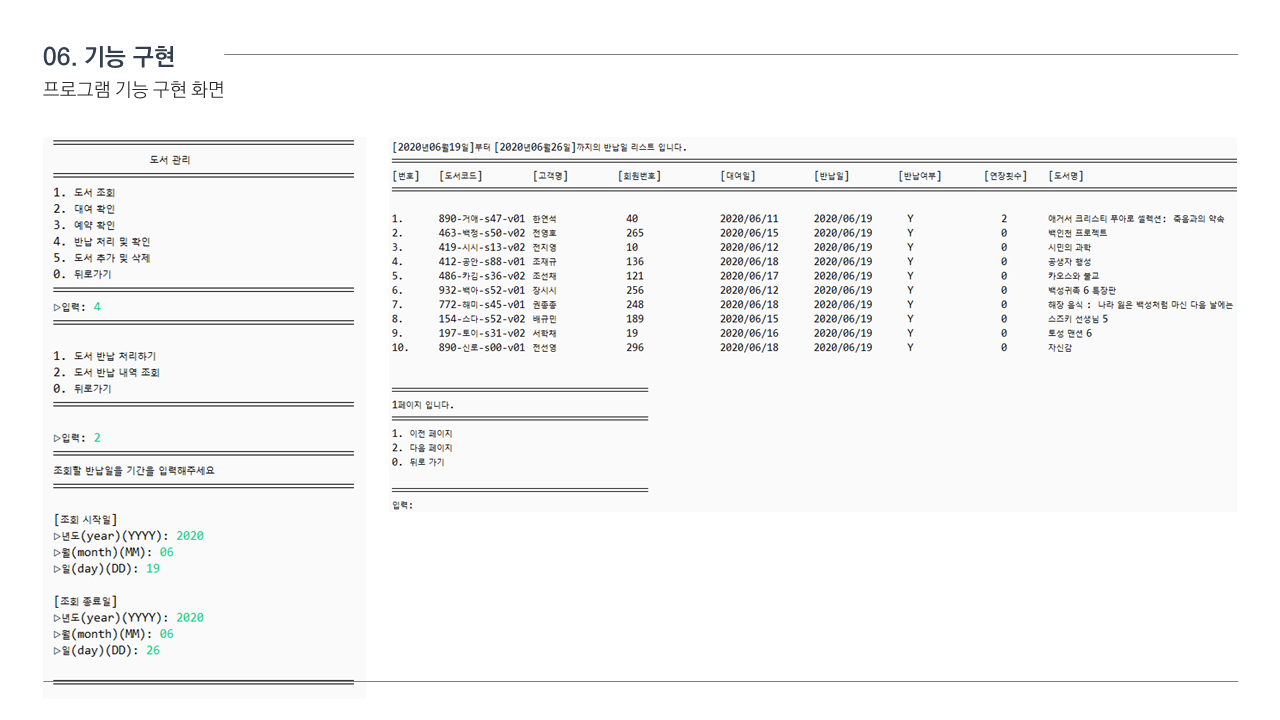 06. 기능 구현
프로그램 기능 구현 화면
도서 관리
1. 도서 조회
2. 대여 확인
3. 예약 확인
4. 반납 처리 및 확인
5. 도서 추가 및 삭제
0. 뒤로가기
▷입력: 4
1. 도서 반납 처리하기
2. 도서 반납 내역 조회
0. 뒤로가기
▷입력: 2
조회할 반납일을 기간을 입력해주세요
[조회 시작일]
▷년도(year)(YYYY): 2020
▷월(month)(MM): 06
▷일(day)(DD): 19
[조회 종료일]
▷년도(year)(YYYY): 2020
▷월(month)(MM): 06
▷일(day)(DD): 26
[2020년06월19일]부터 [2020년06월26일]까지의 반납일 리스트 입니다.
[번호] [도서코드] [고객명] [회원번호] [대여일] [반납일] [반납여부] [연장횟수] [도서명]
1. 890-거애-s47-v01 한연석 40 2020/06/11 2020/06/19 Y 2 애거서 크리스티 푸아로 셀렉션: 죽음과의 약속
2. 463-백정-s50-v02 전영호 265 2020/06/15 2020/06/19 Y 0 백인천 프로젝트
3. 419-시시-s13-v02 전지영 10 2020/06/12 2020/06/19 Y 0 시민의 과학
4. 412-공안-s88-v01 조재규 136 2020/06/18 2020/06/19 Y 0 공생자 행성
5. 486-카김-s36-v02 조선재 121 2020/06/17 2020/06/19 Y 0 카오스와 불교
6. 932-백아-s52-v01 장시시 256 2020/06/12 2020/06/19 Y 0 백성귀족 6 특장판
7. 772-해미-s45-v01 권종종 248 2020/06/18 2020/06/19 Y 0 해장 음식 : 나라 잃은 백성처럼 마신 다음 날에는
8. 154-스다-s52-v02 배규민 189 2020/06/15 2020/06/19 Y 0 스즈키 선생님 5
9. 197-토이-s31-v02 서학재 19 2020/06/16 2020/06/19 Y 0 토성 맨션 6
10. 890-신로-s00-v01 전선영 296 2020/06/18 2020/06/19 Y 0 자신감
1페이지 입니다.
1. 이전 페이지
2. 다음 페이지
0. 뒤로 가기
입력: